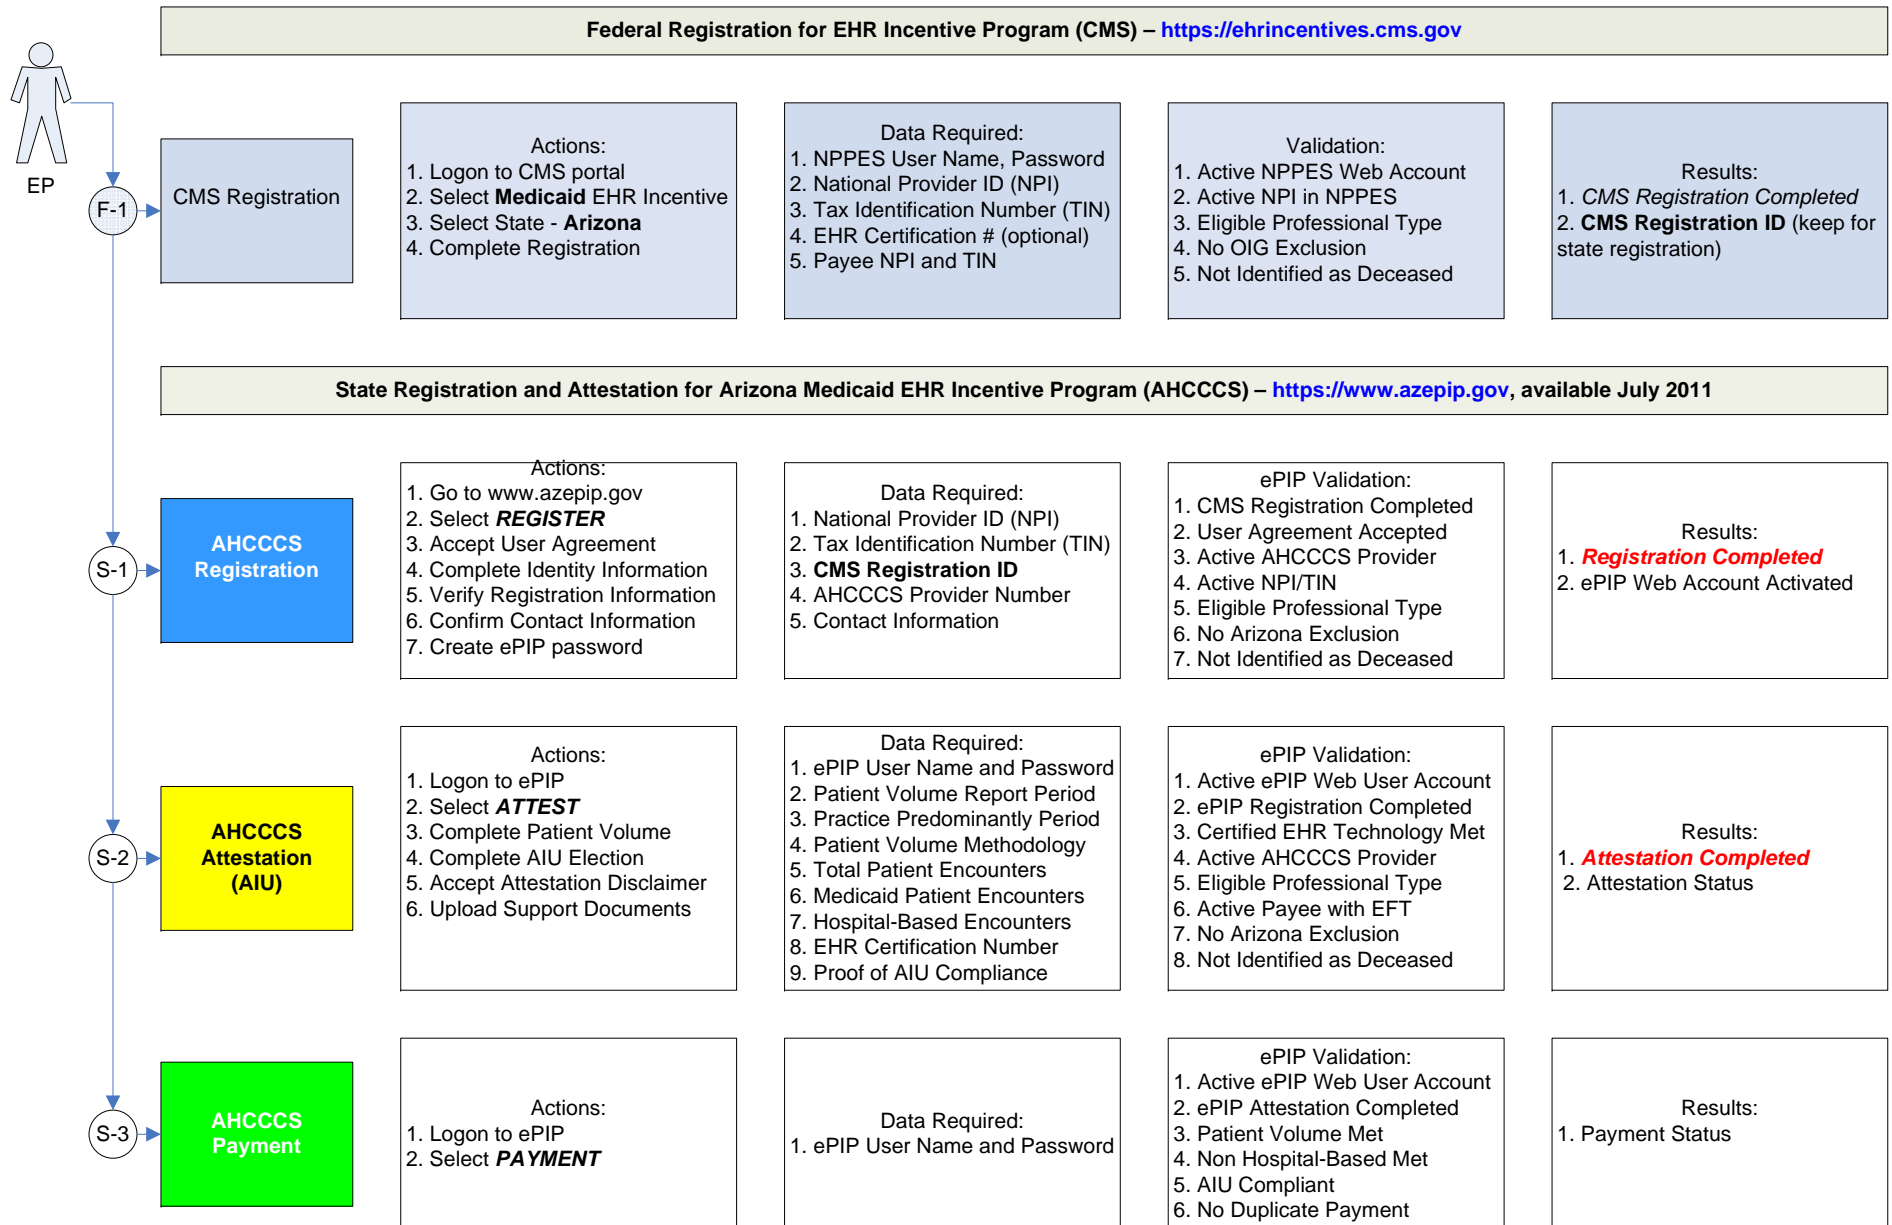 Federal Registration for EHR Incentive Program (CMS) – https://ehrincentives.cms.gov
EP
F-1
CMS Registration
Actions:
1. Logon to CMS portal
2. Select Medicaid EHR Incentive
3. Select State - Arizona
4. Complete Registration
Data Required:
1. NPPES User Name, Password
2. National Provider ID (NPI)
3. Tax Identification Number (TIN)
4. EHR Certification # (optional)
5. Payee NPI and TIN
Validation:
1. Active NPPES Web Account
2. Active NPI in NPPES
3. Eligible Professional Type
4. No OIG Exclusion
5. Not Identified as Deceased
Results:
1. CMS Registration Completed
2. CMS Registration ID (keep for
state registration)
State Registration and Attestation for Arizona Medicaid EHR Incentive Program (AHCCCS) – https://www.azepip.gov, available July 2011
S-1
AHCCCS
Registration
Actions:
1. Go to www.azepip.gov
2. Select REGISTER
3. Accept User Agreement
4. Complete Identity Information
5. Verify Registration Information
6. Confirm Contact Information
7. Create ePIP password
Data Required:
1. National Provider ID (NPI)
2. Tax Identification Number (TIN)
3. CMS Registration ID
4. AHCCCS Provider Number
5. Contact Information
ePIP Validation:
1. CMS Registration Completed
2. User Agreement Accepted
3. Active AHCCCS Provider
4. Active NPI/TIN
5. Eligible Professional Type
6. No Arizona Exclusion
7. Not Identified as Deceased
Results:
1. Registration Completed
2. ePIP Web Account Activated
S-2
AHCCCS
Attestation
(AIU)
Actions:
1. Logon to ePIP
2. Select ATTEST
3. Complete Patient Volume
4. Complete AIU Election
5. Accept Attestation Disclaimer
6. Upload Support Documents
Data Required:
1. ePIP User Name and Password
2. Patient Volume Report Period
3. Practice Predominantly Period
4. Patient Volume Methodology
5. Total Patient Encounters
6. Medicaid Patient Encounters
7. Hospital-Based Encounters
8. EHR Certification Number
9. Proof of AIU Compliance
ePIP Validation:
1. Active ePIP Web User Account
2. ePIP Registration Completed
3. Certified EHR Technology Met
4. Active AHCCCS Provider
5. Eligible Professional Type
6. Active Payee with EFT
7. No Arizona Exclusion
8. Not Identified as Deceased
Results:
1. Attestation Completed
2. Attestation Status
S-3
AHCCCS
Payment
Actions:
1. Logon to ePIP
2. Select PAYMENT
Data Required:
1. ePIP User Name and Password
ePIP Validation:
1. Active ePIP Web User Account
2. ePIP Attestation Completed
3. Patient Volume Met
4. Non Hospital-Based Met
5. AIU Compliant
6. No Duplicate Payment
Results:
1. Payment Status